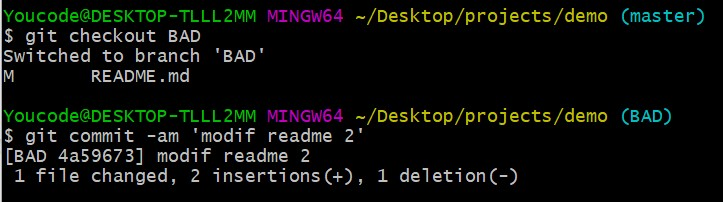 Youcode@DESKTOP-TLLL2MM MINGW64 ~/Desktop/projects/demo (master)
$ git checkout BAD
Switched to branch 'BAD'
M       README.md
Youcode@DESKTOP-TLLL2MM MINGW64 ~/Desktop/projects/demo (BAD)
$ git commit -am 'modif readme 2'
[BAD 4a59673] modif readme 2
 1 file changed, 2 insertions(+), 1 deletion(-)